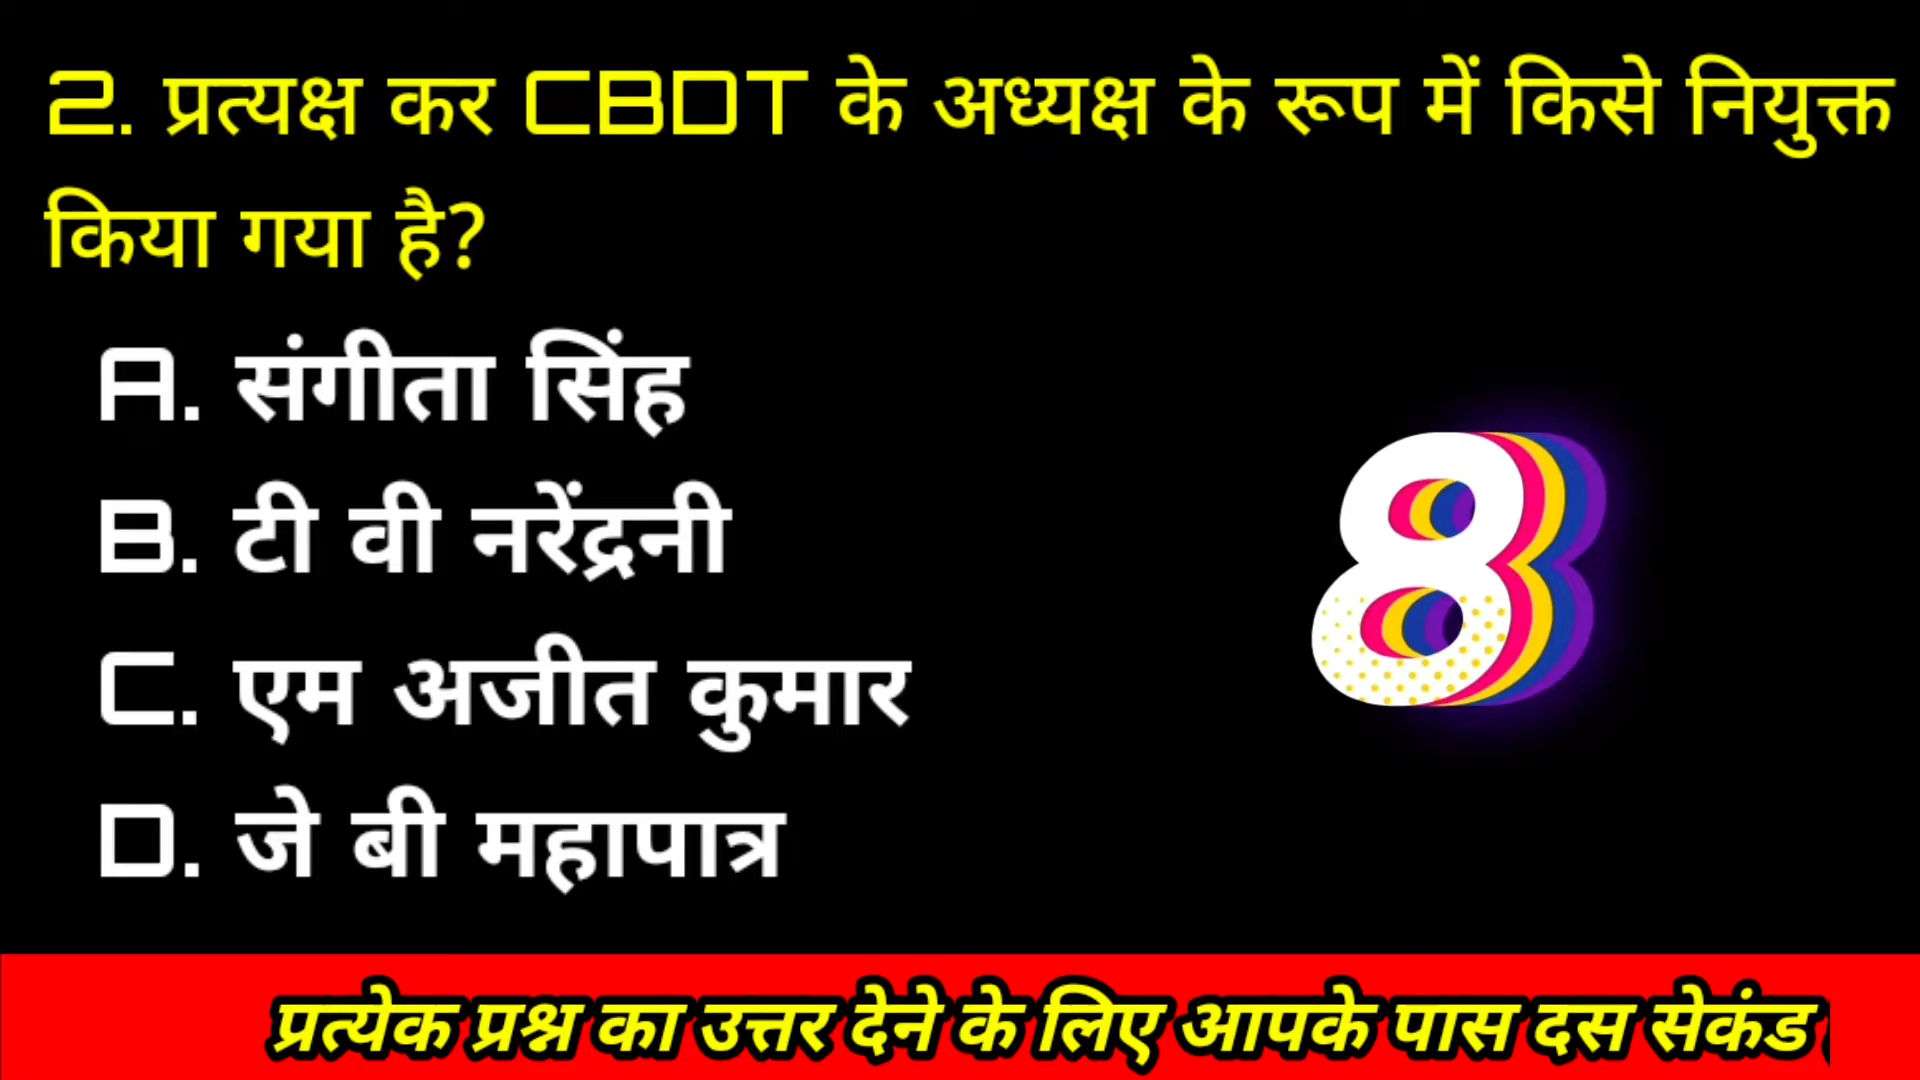 2. प्रत्यक्ष कर CBDT के अध्यक्ष के रूप में किसे नियुक्त
किया गया है?
A. संगीता सिंह
B. टी वी नरेंद्रनी
C. एम अजीत कुमार
D. जे बी महापात्र
8
प्रत्येक प्रश्न का उत्तर देने के लिए आपके पास दस सेकंड